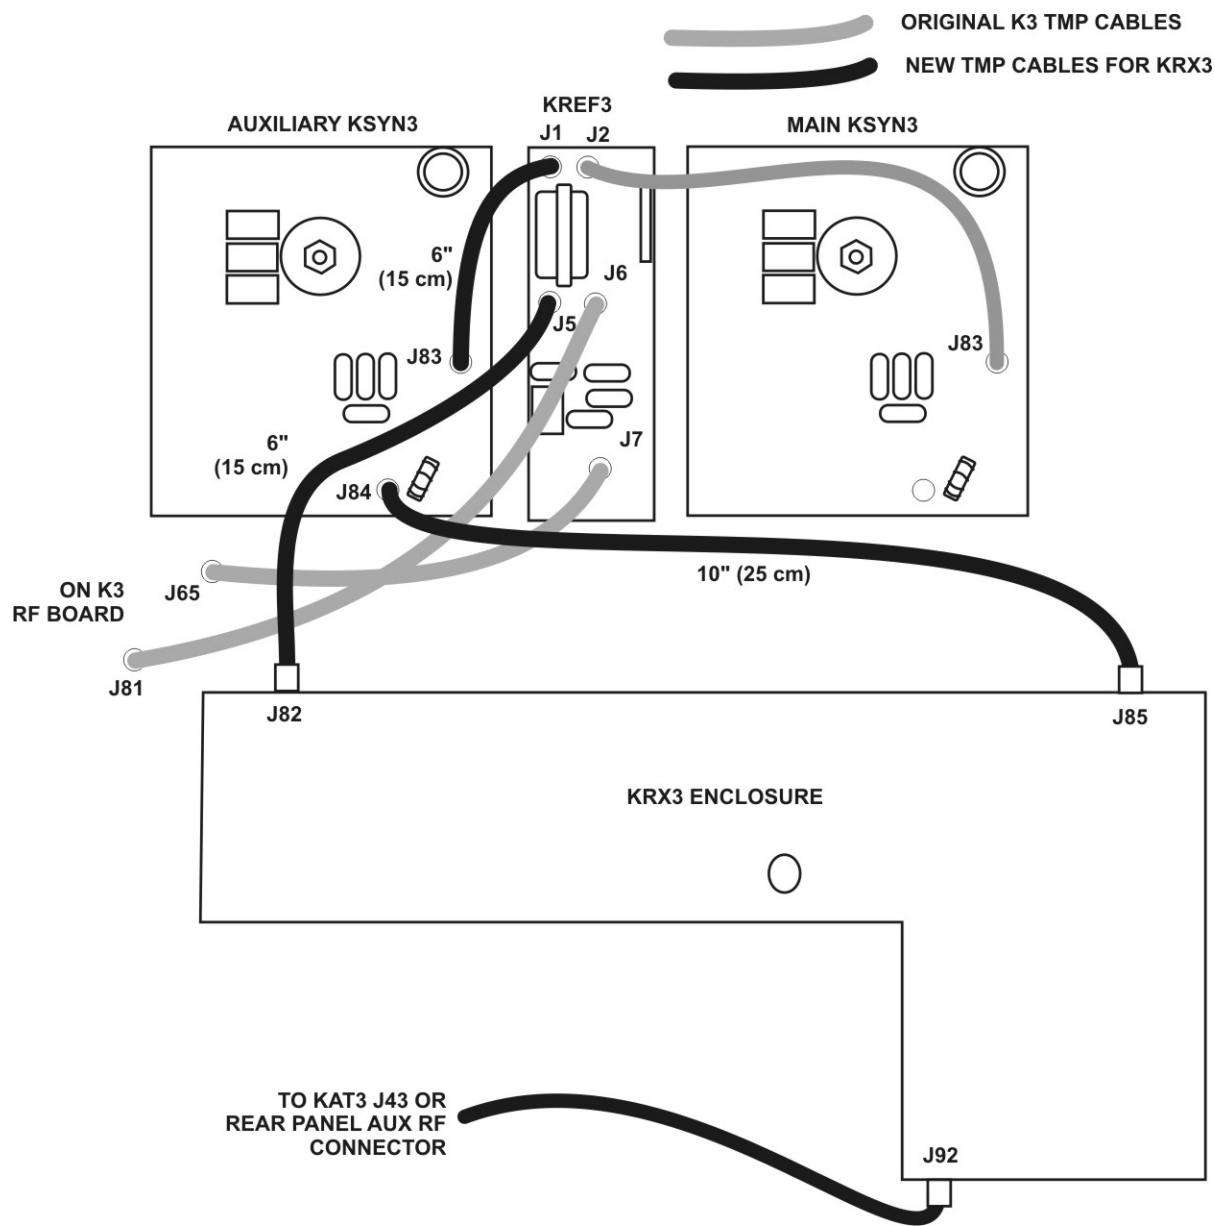 ORIGINAL K3 TMP CABLES
NEW TMP CABLES FOR KRX3
KREF3
AUXILIARY KSYN3
J1
J2
MAIN KSYN3
6"
(15 cm)
J6
J5
J83
J83
6"
(15 cm)
J7
J84
10" (25 cm)
ON K3
RF BOARD
J65
J81
J82
J85
KRX3 ENCLOSURE
TO KAT3 J43 OR
REAR PANEL AUX RF
CONNECTOR
J92